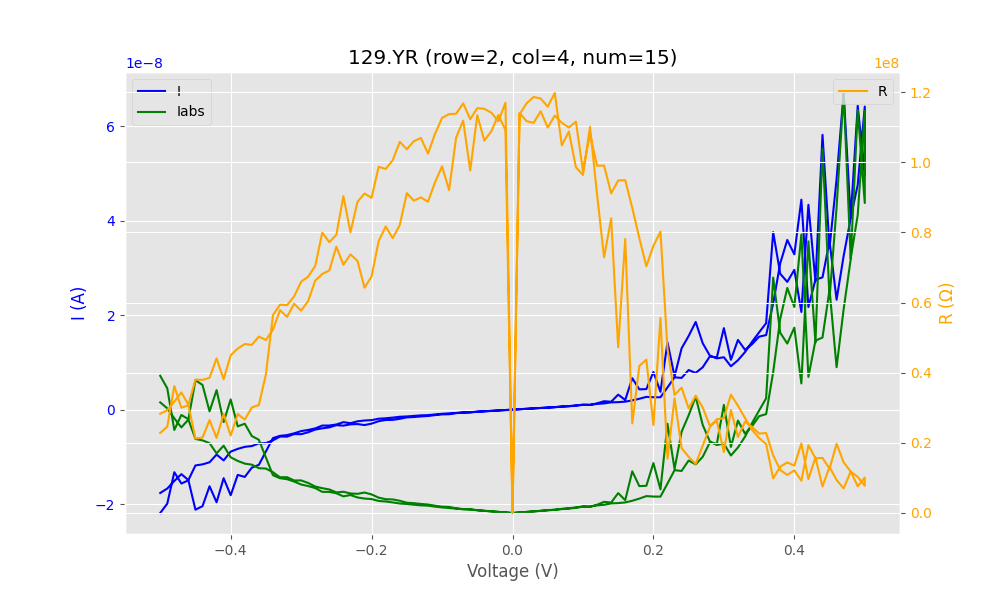 129.YR (row=2, col=4, num=15)
1e−8
1e8
!
Iabs
R
6
4
2
0
−2
I (A)
1.2
1.0
0.8
0.6
0.4
0.2
0.0
R (Ω)
−0.4
−0.2
0.0
0.2
0.4
Voltage (V)